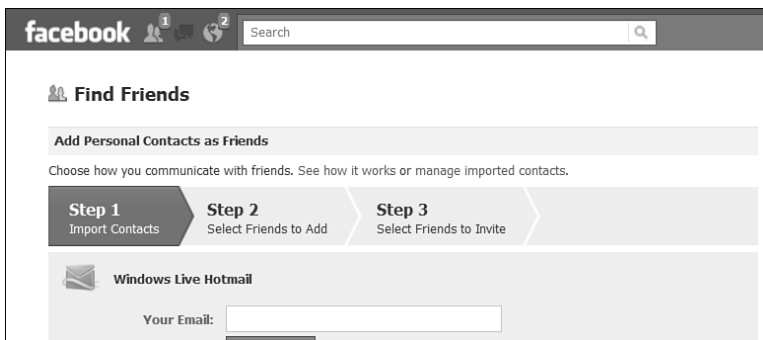 facebook 1 2 Search
Find Friends
Add Personal Contacts as Friends
Choose how you communicate with friends. See how it works or manage imported contacts.
Step 1 Step 2 Step 3
Import Contacts Select Friends to Add Select Friends to Invite
Windows Live Hotmail
Your Email: